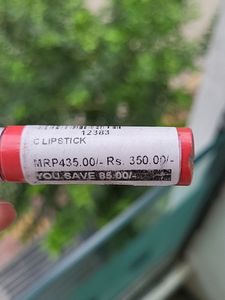 12383
C LIPSTICK
MRP435.00/- Rs. 350.00/-
YOU SAVE 85.00/-